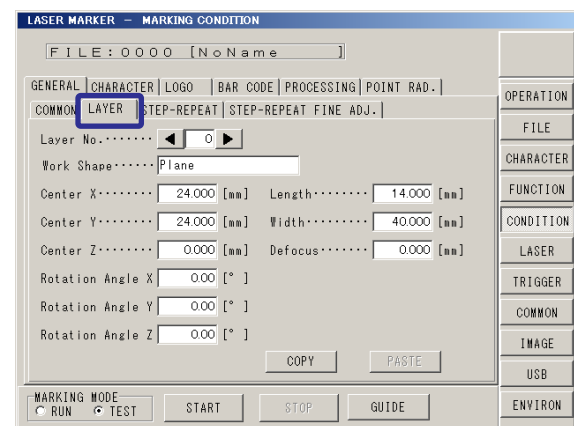 LASER MARKER － MARKING CONDITION
FILE:0000 [NoName ]
GENERAL CHARACTER LOGO BAR CODE PROCESSING POINT RAD.
COMMON LAYER STEP-REPEAT STEP-REPEAT FINE ADJ.
Layer No.······· 0
Work Shape······ Plane
Center X········ 24.000 [mm] Length········ 14.000 [mm]
Center Y········ 24.000 [mm] Width········· 40.000 [mm]
Center Z········ 0.000 [mm] Defocus······· 0.000 [mm]
Rotation Angle X 0.00 [° ]
Rotation Angle Y 0.00 [° ]
Rotation Angle Z 0.00 [° ]
COPY PASTE
MARKING MODE
RUN TEST START STOP GUIDE
OPERATION
FILE
CHARACTER
FUNCTION
CONDITION
LASER
TRIGGER
COMMON
IMAGE
USB
ENVIRON